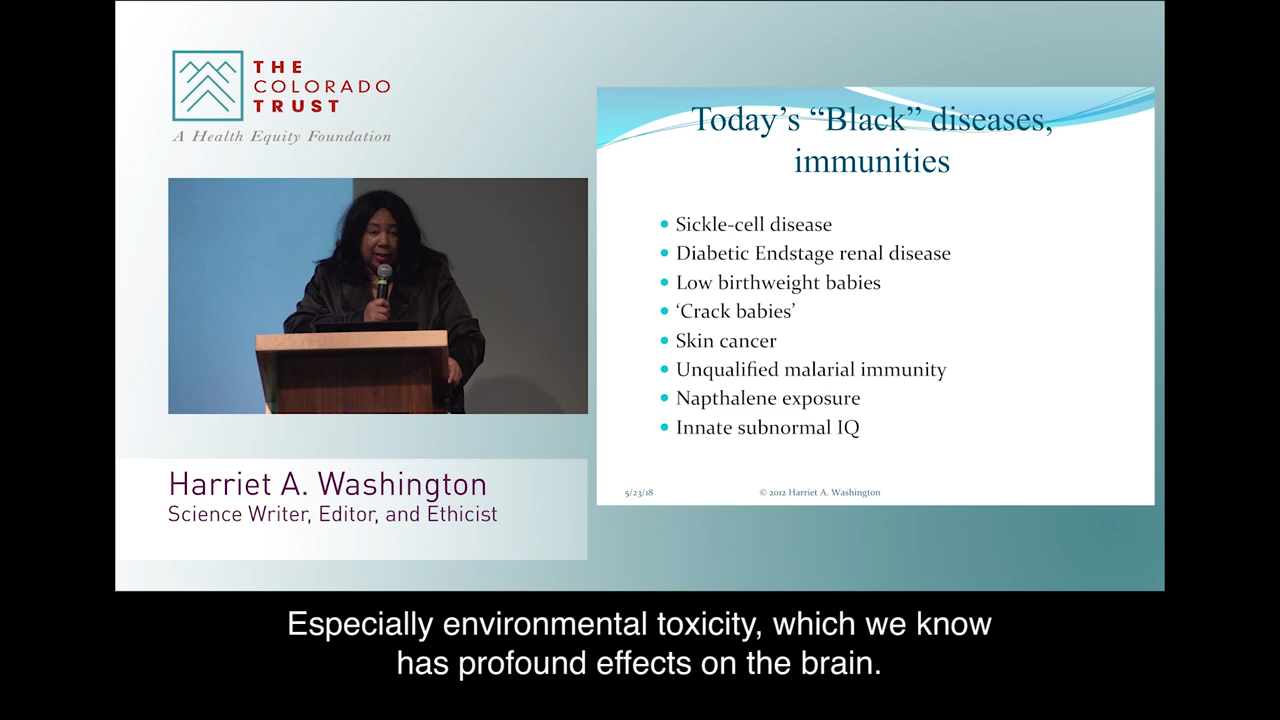 THE
COLORADO
TRUST
A Health Equity Foundation
Today's “Black” diseases,
immunities
Sickle-cell disease
Diabetic Endstage renal disease
Low birthweight babies
‘Crack babies’
Skin cancer
Unqualified malarial immunity
Napthalene exposure
Innate subnormal IQ
5/23/18
© 2012 Harriet A. Washington
Harriet A. Washington
Science Writer, Editor, and Ethicist
Especially environmental toxicity, which we know
has profound effects on the brain.